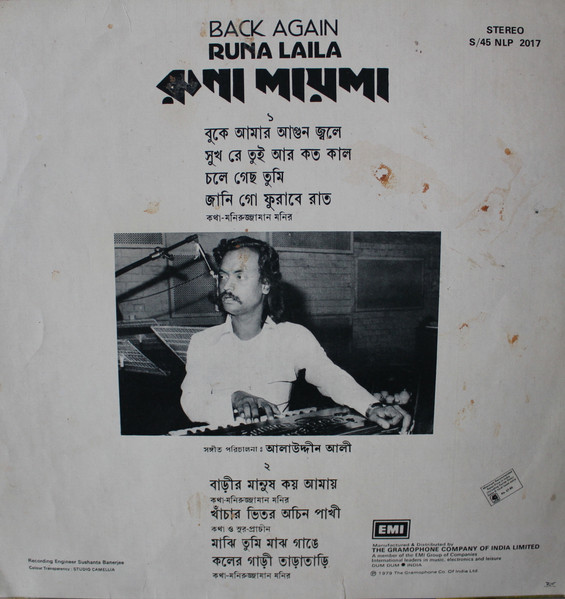 BACK AGAIN
RUNA LAILA
রুনা লায়লা
STEREO
S/45 NLP 2017
১
বুকে আমার আগুন জ্বলে
সুখ রে তুই আর কত কাল
চলে গেছ তুমি
জানি গো ফুরাবে রাত
কথা-মনিরুজ্জামান মনির
সঙ্গীত পরিচালনা: আলাউদ্দীন আলী
২
বাড়ীর মানুষ কয় আমায়
কথা-মনিরুজ্জামান মনির
খাঁচার ভিতর অচিন পাখী
কথা ও সুর-প্রাচীন
মাঝি তুমি মাঝ গাঙ্গে
কলের গাড়ী তাড়াতাড়ি
কথা-মনিরুজ্জামান মনির
Recording Engineer Sushanta Banerjee
Colour Transparency : STUDIO CAMELLIA
EMI
Manufactured & Distributed by
THE GRAMOPHONE COMPANY OF INDIA LIMITED
A member of the EMI Group of Companies
International leaders in music, electronics and leisure
DUM DUM INDIA
© 1979 The Gramophone Co. Of India Ltd